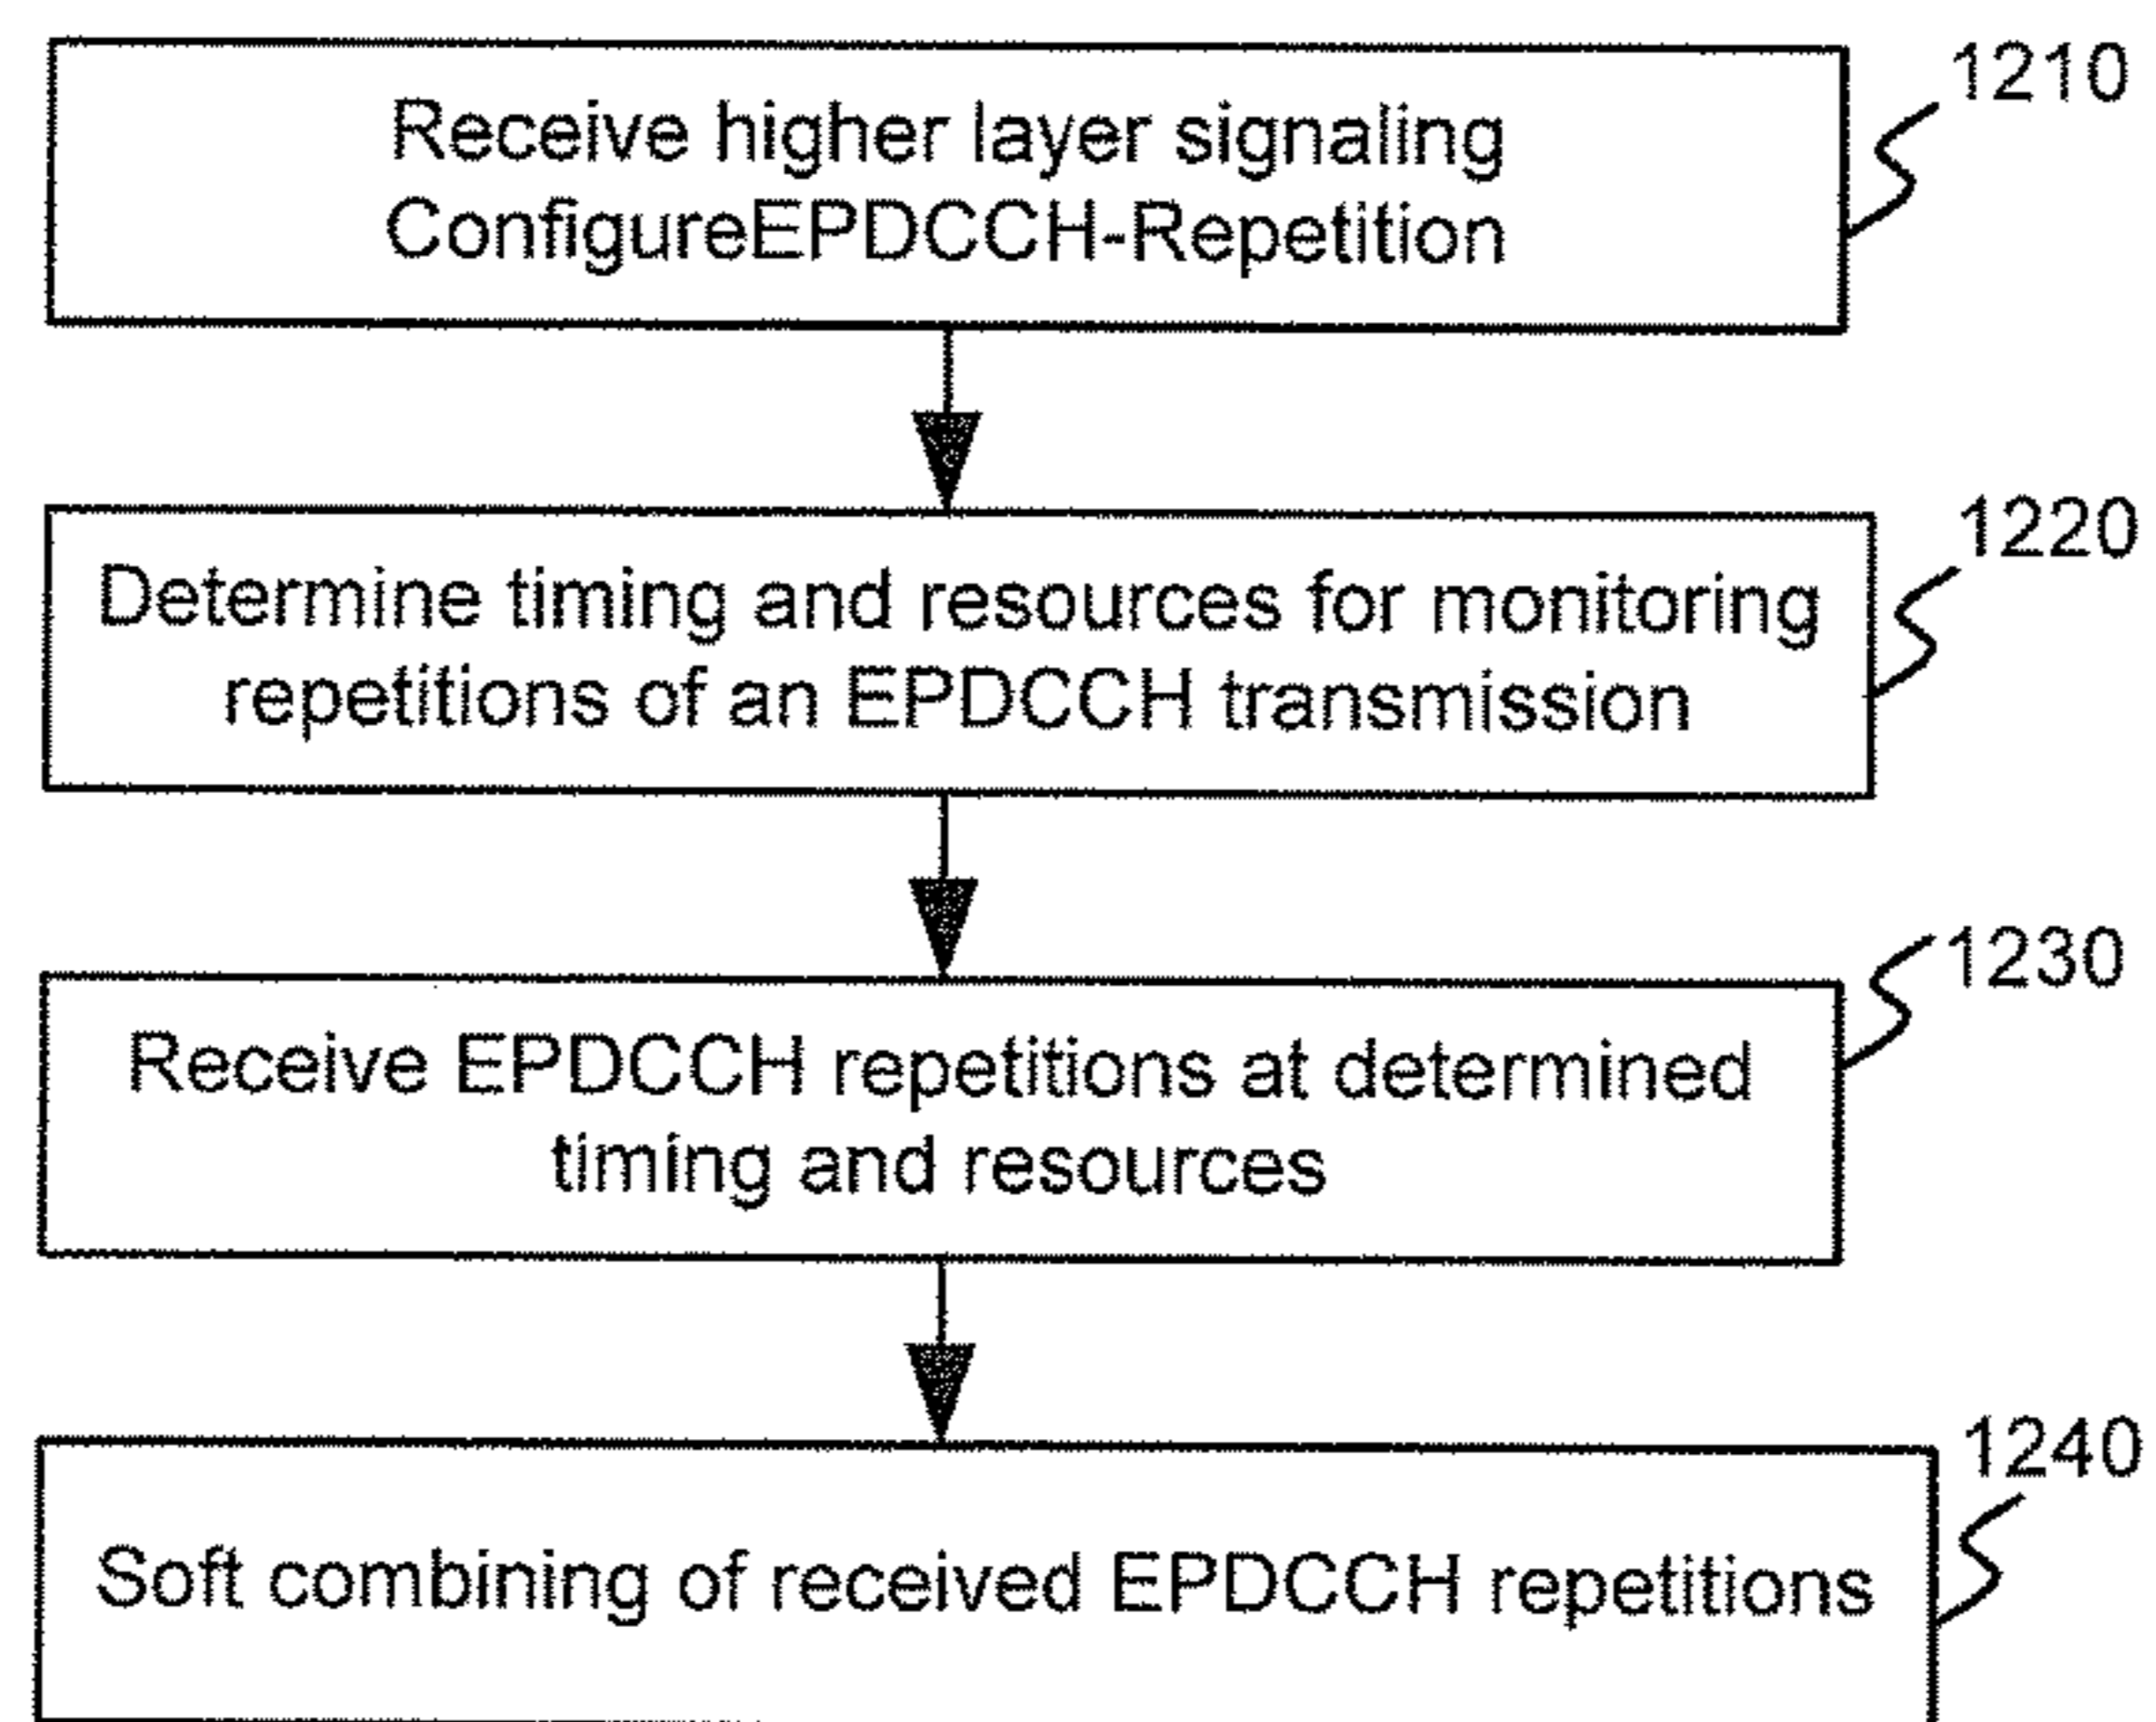 1210
Receive higher layer signaling
ConfigureEPDCCH-Repetition
1220
Determine timing and resources for monitoring
repetitions of an EPDCCH transmission
1230
Receive EPDCCH repetitions at determined
timing and resources
1240
Soft combining of received EPDCCH repetitions